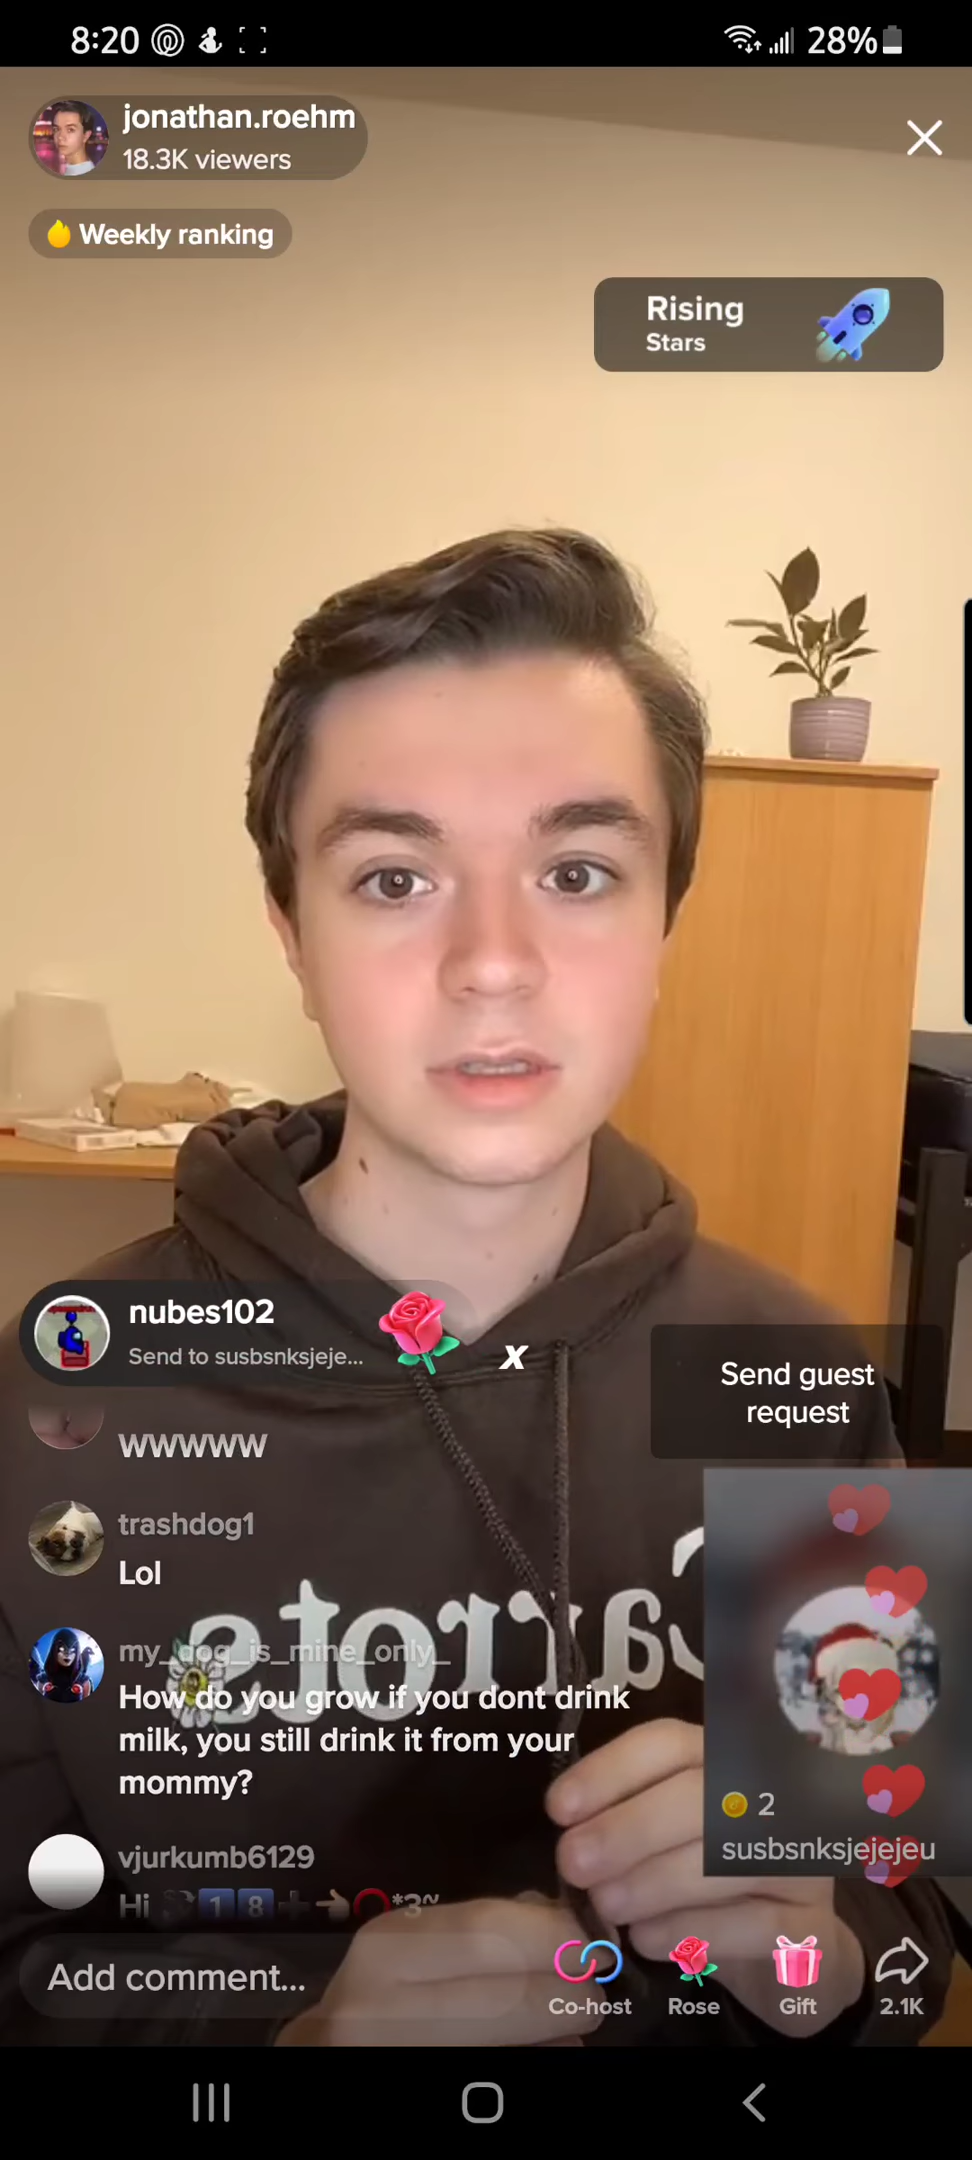 8:20 28%
jonathan.roehm
18.3K viewers
Weekly ranking
Rising
Stars
nubes102
Send to susbsnksjeje...
x
Send guest
request
wwwww
trashdog1
Lol
Carrots
my_dog_is_mine_only_
How do you grow if you dont drink
milk, you still drink it from your
mommy?
2
susbsnksjejejeu
vjurkumb6129
Hi 18
Add comment...
Co-host Rose Gift 2.1K